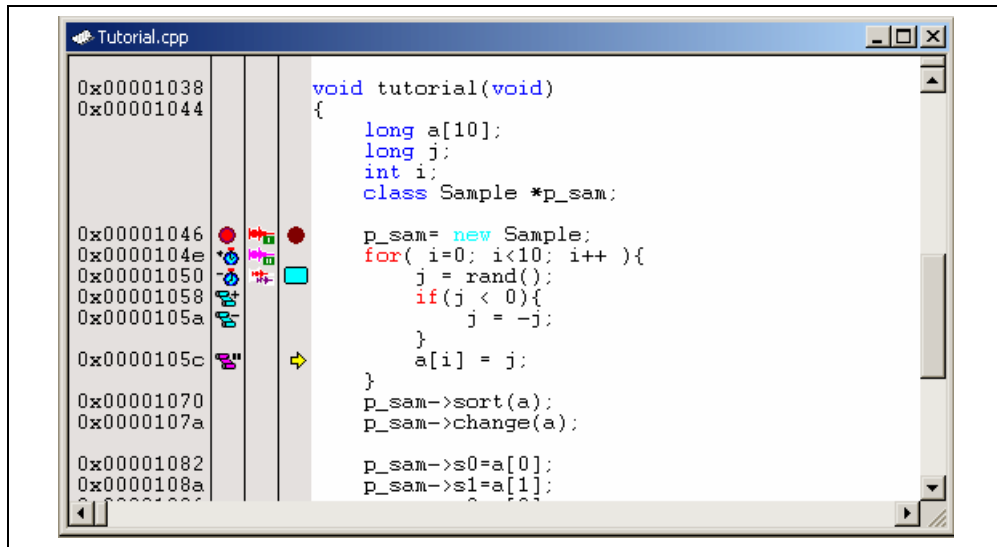 Tutorial.cpp
0x00001038 void tutorial(void)
0x00001044 {
long a[10];
long j;
int i;
class Sample *p_sam;
0x00001046 p_sam= new Sample;
0x0000104e for( i=0; i<10; i++ ){
0x00001050 j = rand();
0x00001058 if(j < 0){
0x0000105a j = -j;
}
0x0000105c a[i] = j;
}
0x00001070 p_sam->sort(a);
0x0000107a p_sam->change(a);
0x00001082 p_sam->s0=a[0];
0x0000108a p_sam->s1=a[1];